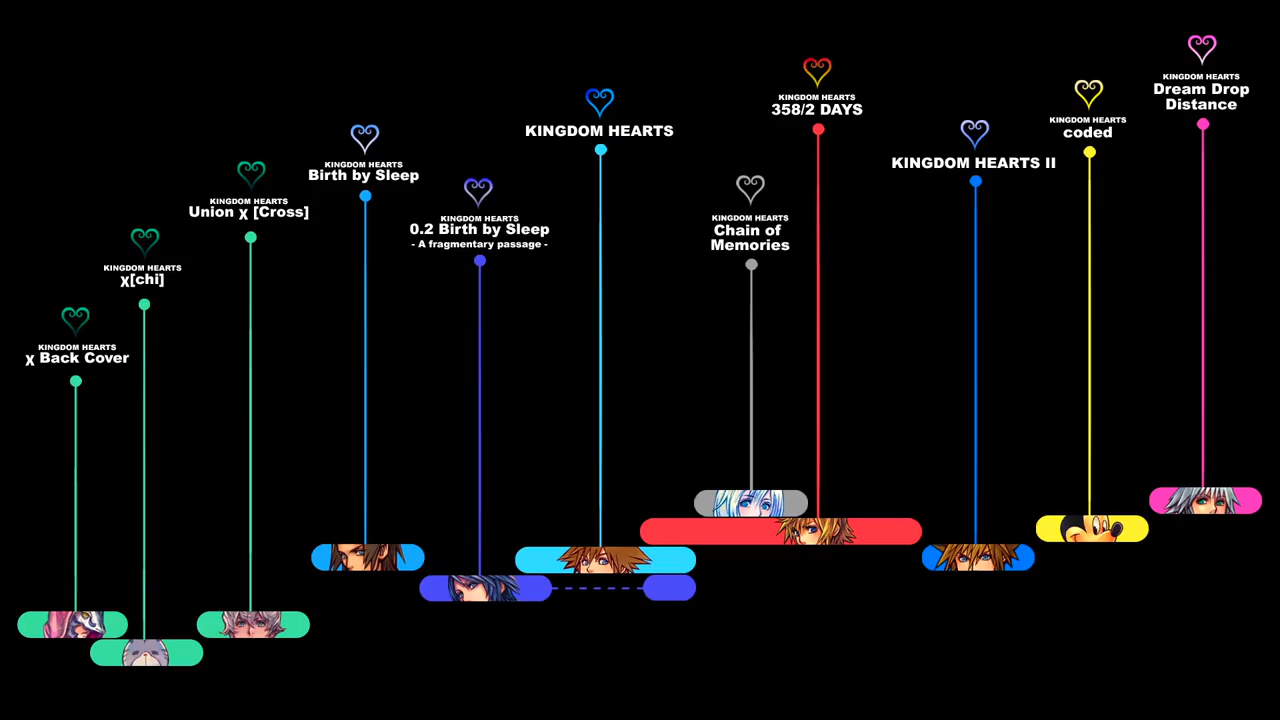 KINGDOM HEARTS
χ Back Cover
KINGDOM HEARTS
χ[chi]
KINGDOM HEARTS
Union χ [Cross]
KINGDOM HEARTS
Birth by Sleep
KINGDOM HEARTS
0.2 Birth by Sleep
- A fragmentary passage -
KINGDOM HEARTS
KINGDOM HEARTS
Chain of
Memories
KINGDOM HEARTS
358/2 DAYS
KINGDOM HEARTS II
KINGDOM HEARTS
coded
KINGDOM HEARTS
Dream Drop
Distance